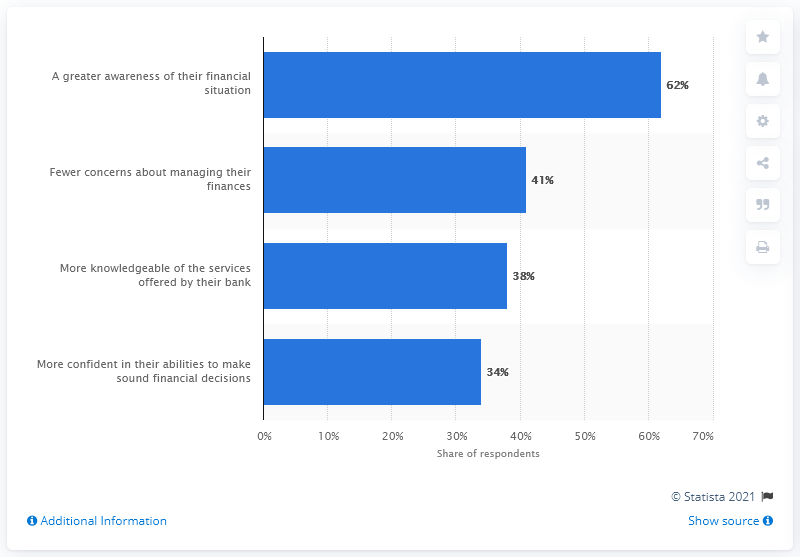 A greater awareness of their financial
situation
62%
Fewer concerns about managing their
finances
41%
More knowledgeable of the services
offered by their bank
38%
More confident in their abilities to make
sound financial decisions
34%
0% 10% 20% 30% 40% 50% 60% 70%
Share of respondents
© Statista 2021
Additional Information
Show source